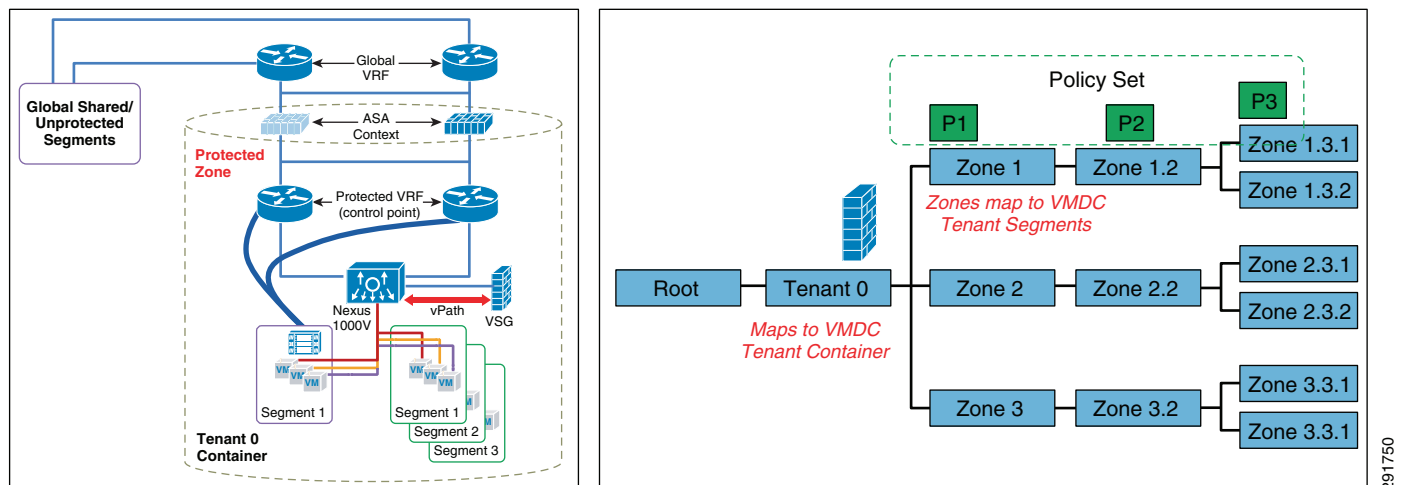 Global
VRF
Global Shared/
Unprotected
Segments
ASA
Context
Protected
Zone
Protected VRF
(control point)
Nexus
1000V
vPath
VSG
VM
VM
VM
Segment 1
VM
VM
VM
Segment 1
Segment 2
Segment 3
Tenant 0
Container
Policy Set
P1
P2
P3
Zone 1
Zone 1.2
Zone 1.3.1
Zone 1.3.2
Zones map to VMDC
Tenant Segments
Root
Tenant 0
Maps to VMDC
Tenant Container
Zone 2
Zone 2.2
Zone 2.3.1
Zone 2.3.2
Zone 3
Zone 3.2
Zone 3.3.1
Zone 3.3.1
291750